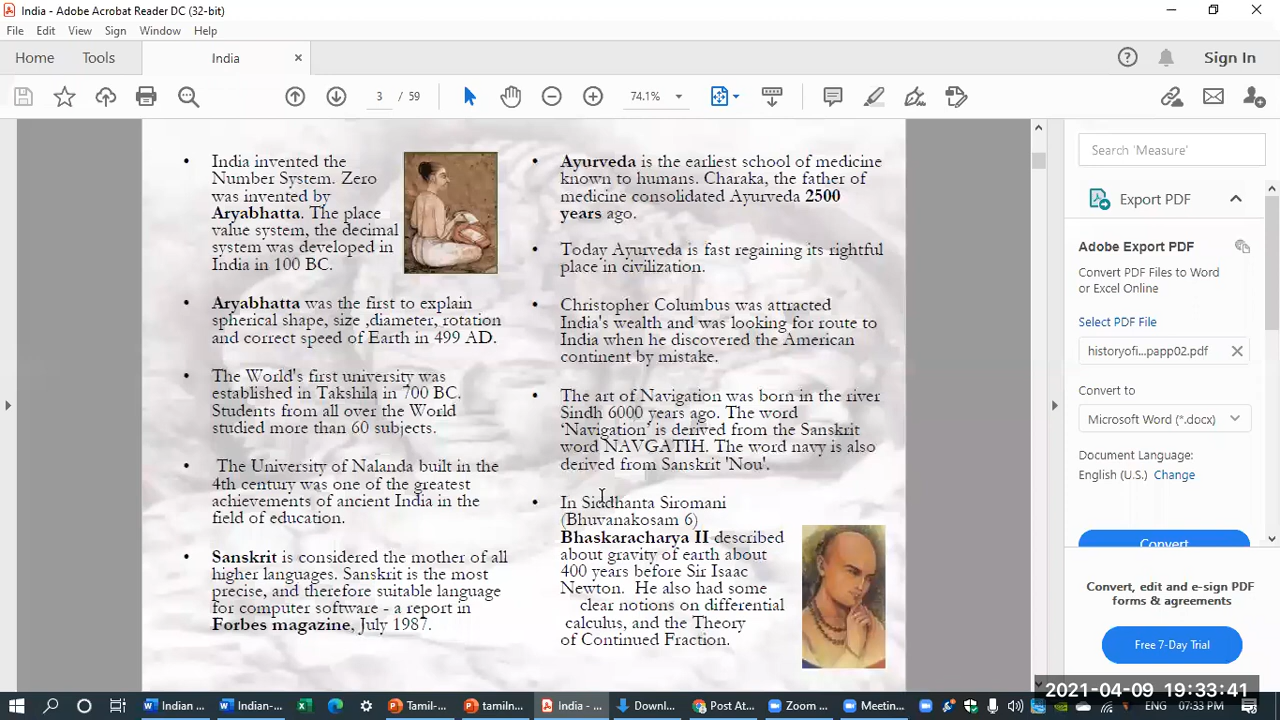 India - Adobe Acrobat Reader DC (32-bit)
File Edit View Sign Window Help
Home Tools India × Sign In
3 / 59 74.1%
• India invented the
Number System. Zero
was invented by
Aryabhatta. The place
value system, the decimal
system was developed in
India in 100 BC.
• Aryabhatta was the first to explain
spherical shape, size ,diameter, rotation
and correct speed of Earth in 499 AD.
• The World's first university was
established in Takshila in 700 BC.
Students from all over the World
studied more than 60 subjects.
• The University of Nalanda built in the
4th century was one of the greatest
achievements of ancient India in the
field of education.
• Sanskrit is considered the mother of all
higher languages. Sanskrit is the most
precise, and therefore suitable language
for computer software - a report in
Forbes magazine, July 1987.
• Ayurveda is the earliest school of medicine
known to humans. Charaka, the father of
medicine consolidated Ayurveda 2500
years ago.
• Today Ayurveda is fast regaining its rightful
place in civilization.
• Christopher Columbus was attracted
India's wealth and was looking for route to
India when he discovered the American
continent by mistake.
• The art of Navigation was born in the river
Sindh 6000 years ago. The word
‘Navigation’ is derived from the Sanskrit
word NAVGATIH. The word navy is also
derived from Sanskrit 'Nou'.
• In Siddhanta Siromani
(Bhuvanakosam 6)
Bhaskaracharya II described
about gravity of earth about
400 years before Sir Isaac
Newton. He also had some
clear notions on differential
calculus, and the Theory
of Continued Fraction.
Search 'Measure'
Export PDF
Adobe Export PDF
Convert PDF Files to Word
or Excel Online
Select PDF File
historyofi...papp02.pdf
Convert to
Microsoft Word (*.docx)
Document Language:
English (U.S.) Change
Convert
Convert, edit and e-sign PDF
forms & agreements
Free 7-Day Trial
2021-04-09 19:33:41
Indian ... Indian-... Tamil-... tamiln... India - ... Downl... Post At... Zoom ... Meetin... 07:33 PM